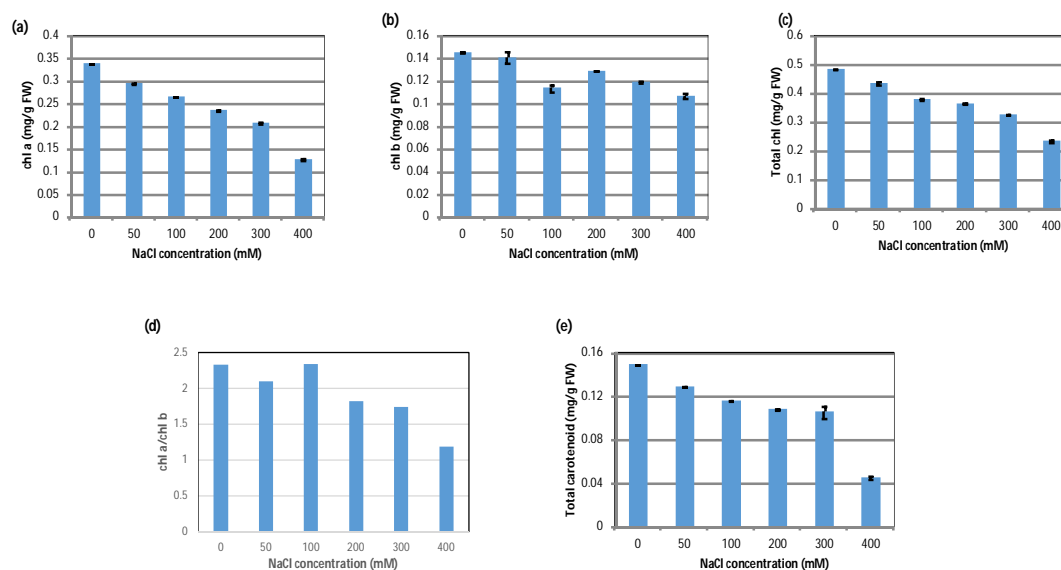 (a)
0.4
0.35
0.3
0.25
0.2
0.15
0.1
0.05
0
chl a (mg/g FW)
0 50 100 200 300 400
NaCl concentration (mM)
(b)
0.16
0.14
0.12
0.1
0.08
0.06
0.04
0.02
0
chl b (mg/g FW)
0 50 100 200 300 400
NaCl concentration (mM)
(c)
0.6
0.5
0.4
0.3
0.2
0.1
0
Total chl (mg/g FW)
0 50 100 200 300 400
NaCl concentration (mM)
(d)
2.5
2
1.5
1
0.5
0
chl a/chl b
0 50 100 200 300 400
NaCl concentration (mM)
(e)
0.16
0.12
0.08
0.04
0
Total carotenoid (mg/g FW)
0 50 100 200 300 400
NaCl concentration (mM)